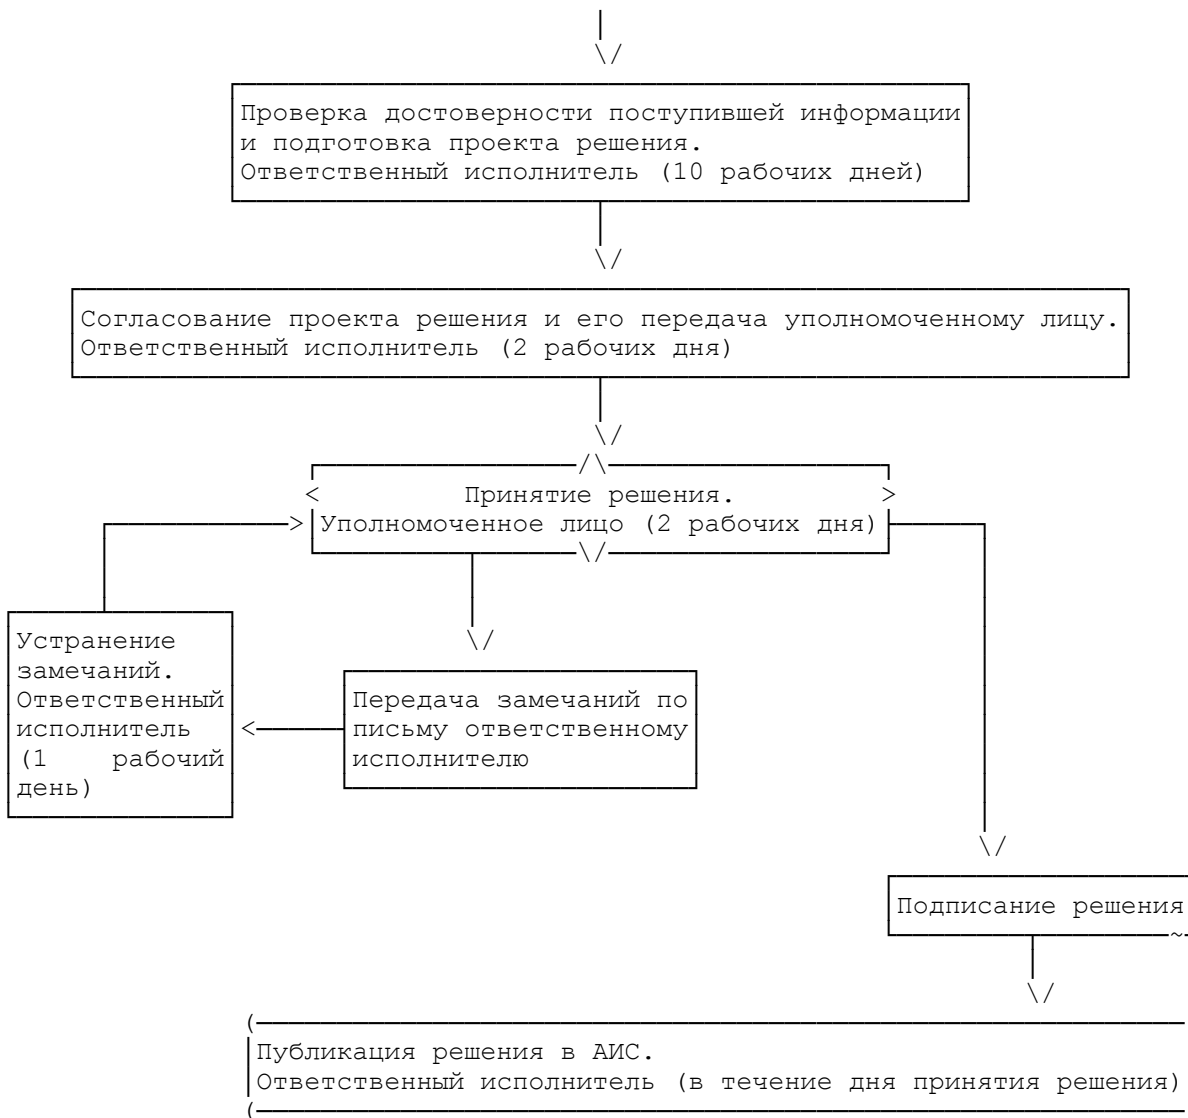 Проверка достоверности поступившей информации
и подготовка проекта решения.
Ответственный исполнитель (10 рабочих дней)
Согласование проекта решения и его передача уполномоченному лицу.
Ответственный исполнитель (2 рабочих дня)
Принятие решения.
Уполномоченное лицо (2 рабочих дня)
Устранение
замечаний.
Ответственный
исполнитель
(1 рабочий
день)
Передача замечаний по
письму ответственному
исполнителю
Подписание решения
Публикация решения в АИС.
Ответственный исполнитель (в течение дня принятия решения)